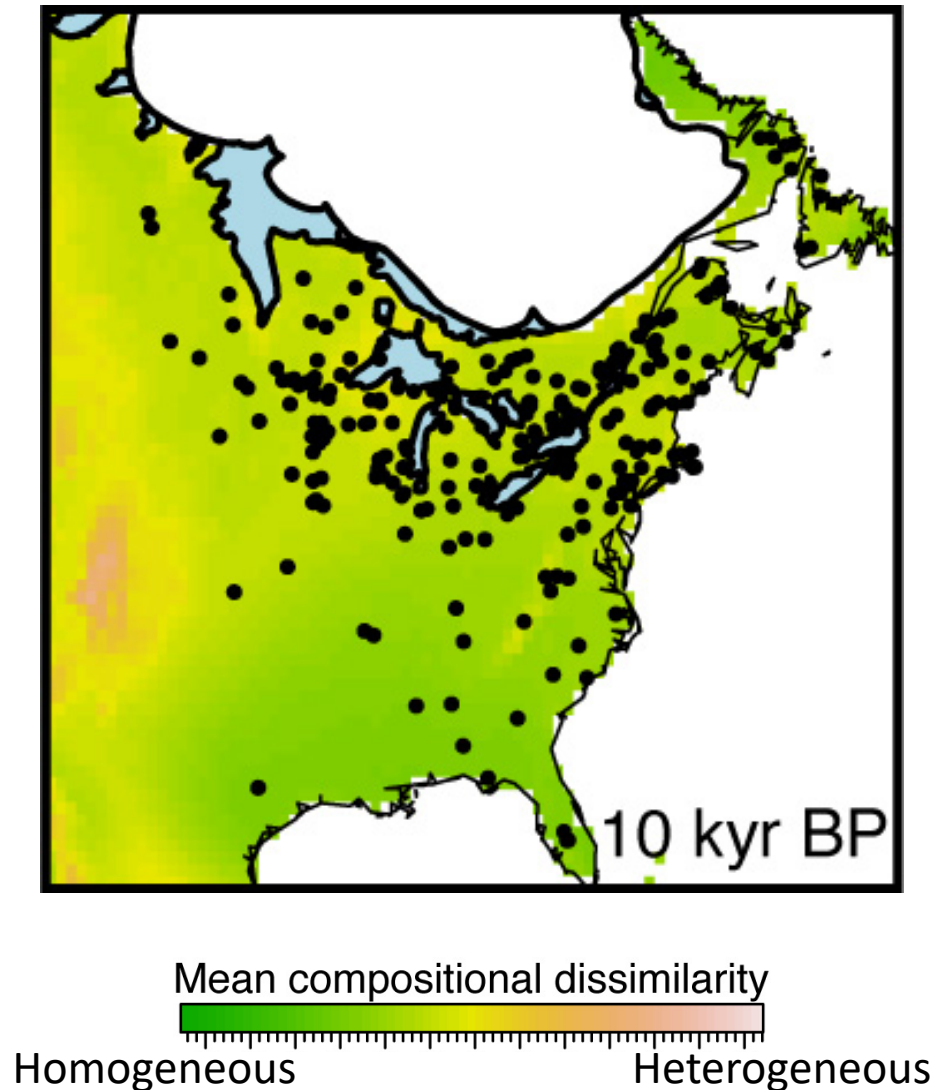 10 kyr BP
Mean compositional dissimilarity
Homogeneous Heterogeneous